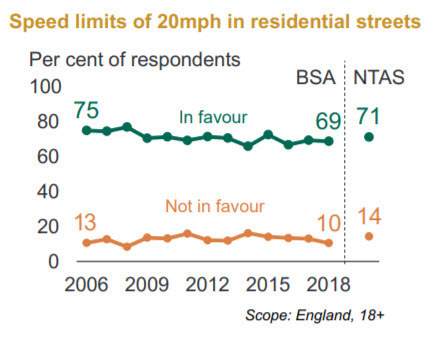 Speed limits of 20mph in residential streets
Per cent of respondents
BSA NTAS
100
75 In favour 69 71
80
60
40
Not in favour
20
13 10 14
0
2006 2009 2012 2015 2018
Scope: England, 18+